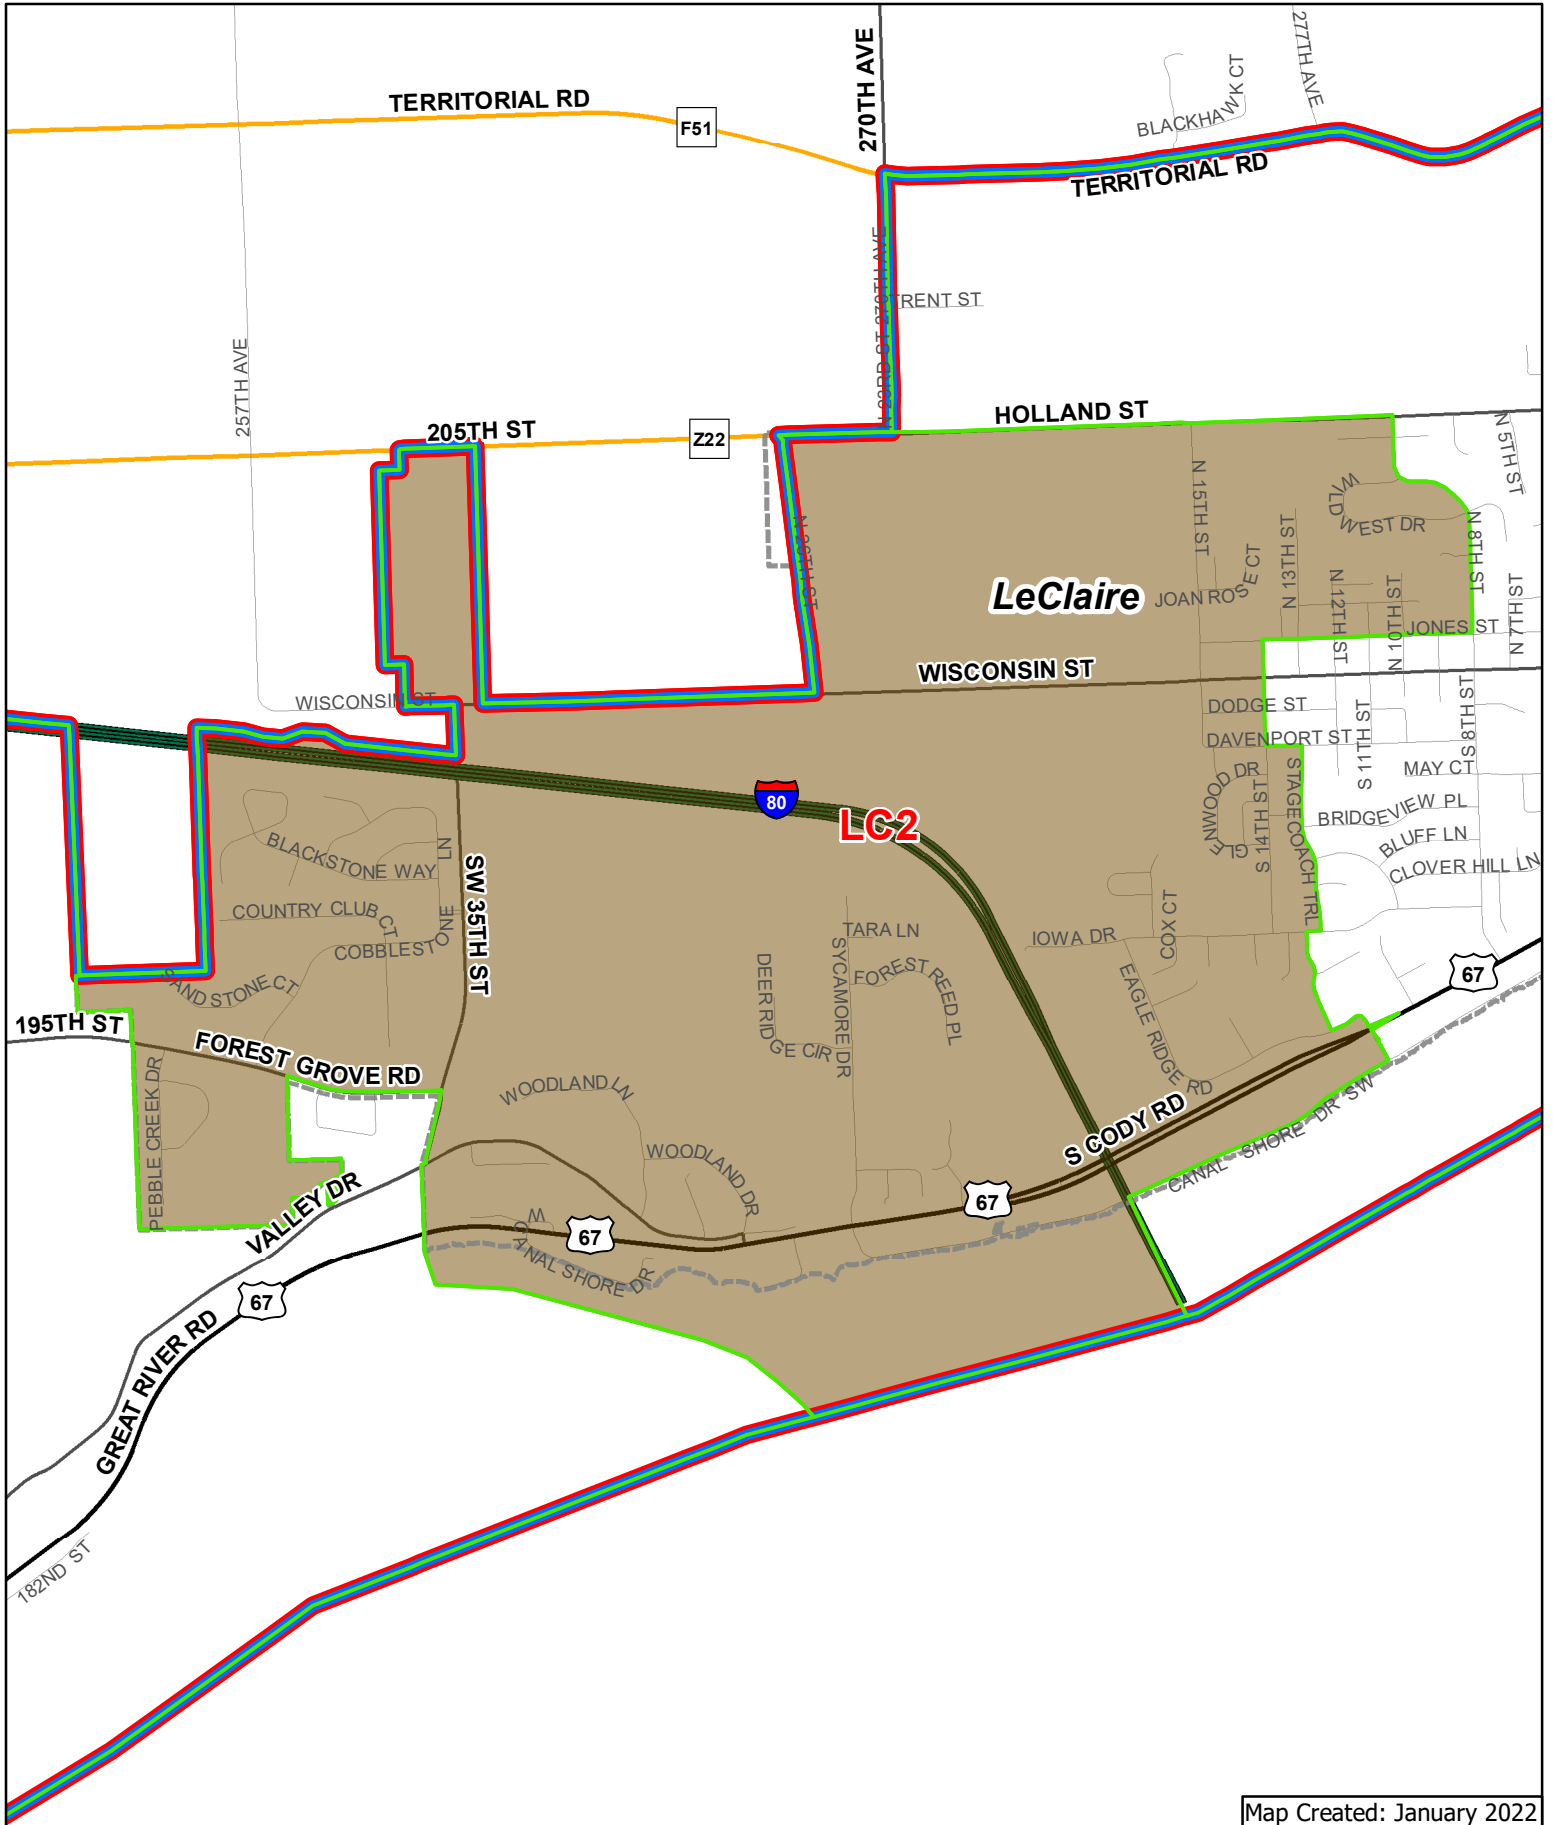 277TH AVE
270TH AVE
BLACKHAWK CT
TERRITORIAL RD
F51
TERRITORIAL RD
N 23RD ST
270TH AVE
TRENT ST
257TH AVE
205TH ST
Z22
HOLLAND ST
N 5TH ST
N 26TH ST
N 15TH ST
WILD WEST DR
N 8TH ST
N 13TH ST
JOAN ROSE CT
LeClaire
N 12TH ST
N 10TH ST
N 7TH ST
JONES ST
WISCONSIN ST
WISCONSIN ST
DODGE ST
DAVENPORT ST
S 11TH ST
S 8TH ST
MAY CT
80
LC2
GLENWOOD DR
S 14TH ST
STAGECOACH TRL
BRIDGEVIEW PL
BLUFF LN
CLOVER HILL LN
BLACKSTONE WAY
COUNTRY CLUB CT
COBBLESTONE LN
SW 35TH ST
SAND STONE CT
TARA LN
IOWA DR
COX CT
SYCAMORE DR
FOREST REED PL
DEER RIDGE CIR
EAGLE RIDGE RD
67
195TH ST
FOREST GROVE RD
PEBBLE CREEK DR
WOODLAND LN
WOODLAND DR
S CODY RD
CANAL SHORE DR SW
VALLEY DR
67
67
W CANAL SHORE DR
67
GREAT RIVER RD
182ND ST
Map Created: January 2022